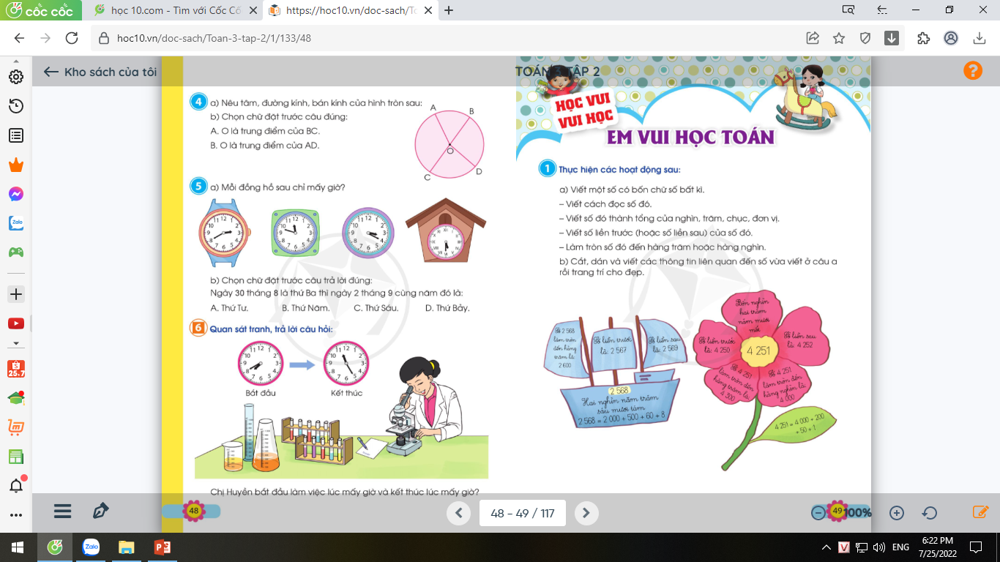 cốc cốc
học 10.com - Tìm với Cốc Cố
https://hoc10.vn/doc-sach/To
hoc10.vn/doc-sach/Toan-3-tap-2/1/133/48
Kho sách của tôi
TOÁN 3 TẬP 2
4 a) Nêu tâm, đường kính, bán kính của hình tròn sau:
b) Chọn chữ đặt trước câu đúng:
A. O là trung điểm của BC.
B. O là trung điểm của AD.
A
B
O
C
D
5 a) Mỗi đồng hồ sau chỉ mấy giờ?
b) Chọn chữ đặt trước câu trả lời đúng:
Ngày 30 tháng 8 là thứ Ba thì ngày 2 tháng 9 cùng năm đó là:
A. Thứ Tư. B. Thứ Năm. C. Thứ Sáu. D. Thứ Bảy.
6 Quan sát tranh, trả lời câu hỏi:
Bắt đầu
Kết thúc
Chị Huyền bắt đầu làm việc lúc mấy giờ và kết thúc lúc mấy giờ?
48
HỌC VUI
VUI HỌC
EM VUI HỌC TOÁN
1 Thực hiện các hoạt động sau:
a) Viết một số có bốn chữ số bất kì.
– Viết cách đọc số đó.
– Viết số đó thành tổng của nghìn, trăm, chục, đơn vị.
– Viết số liền trước (hoặc số liền sau) của số đó.
– Làm tròn số đó đến hàng trăm hoặc hàng nghìn.
b) Cắt, dán và viết các thông tin liên quan đến số vừa viết ở câu a
rồi trang trí cho đẹp.
Số 2 568
làm tròn
đến hàng
trăm là:
2 600
Số liền trước
là: 2 567
Số liền sau
là: 2 569
2 568
Hai nghìn năm trăm
sáu mươi tám
2 568 = 2 000 + 500 + 60 + 8
Bốn nghìn
hai trăm
năm mươi
mốt
Số liền trước
là: 4 250
Số liền sau
là: 4 252
4 251
Số 4 251
làm tròn đến
hàng trăm là:
4 300
Số 4 251
làm tròn đến
hàng nghìn là:
4 000
4 251 = 4 000 + 200
+ 50 + 1
49
48 - 49 / 117
100%
Zalo
25.7
ENG
6:22 PM
7/25/2022